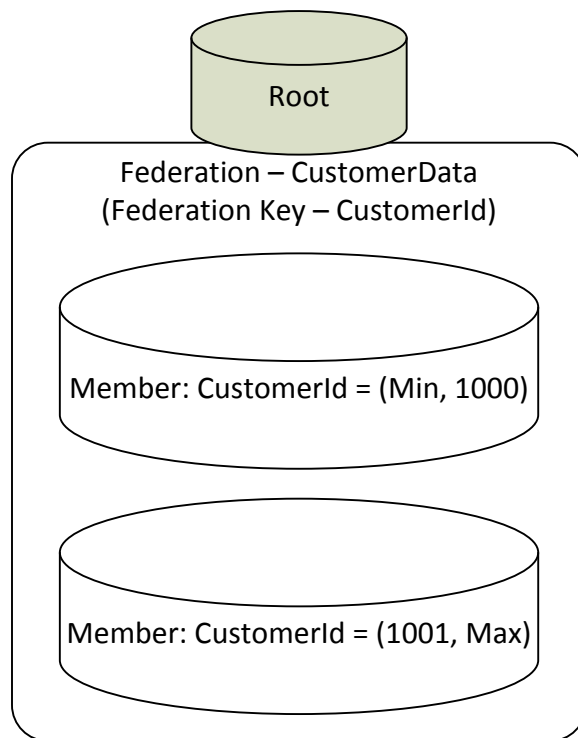 Root
Federation – CustomerData
(Federation Key – CustomerId)
Member: CustomerId = (Min, 1000)
Member: CustomerId = (1001, Max)